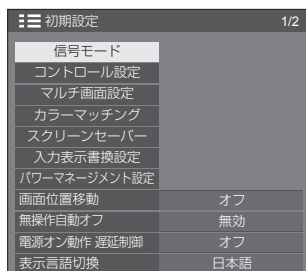 初期設定 1/2
信号モード
コントロール設定
マルチ画面設定
カラーマッチング
スクリーンセーバー
入力表示書換設定
パワーマネージメント設定
画面位置移動 オフ
無操作自動オフ 無効
電源オン動作 遅延制御 オフ
表示言語切換 日本語